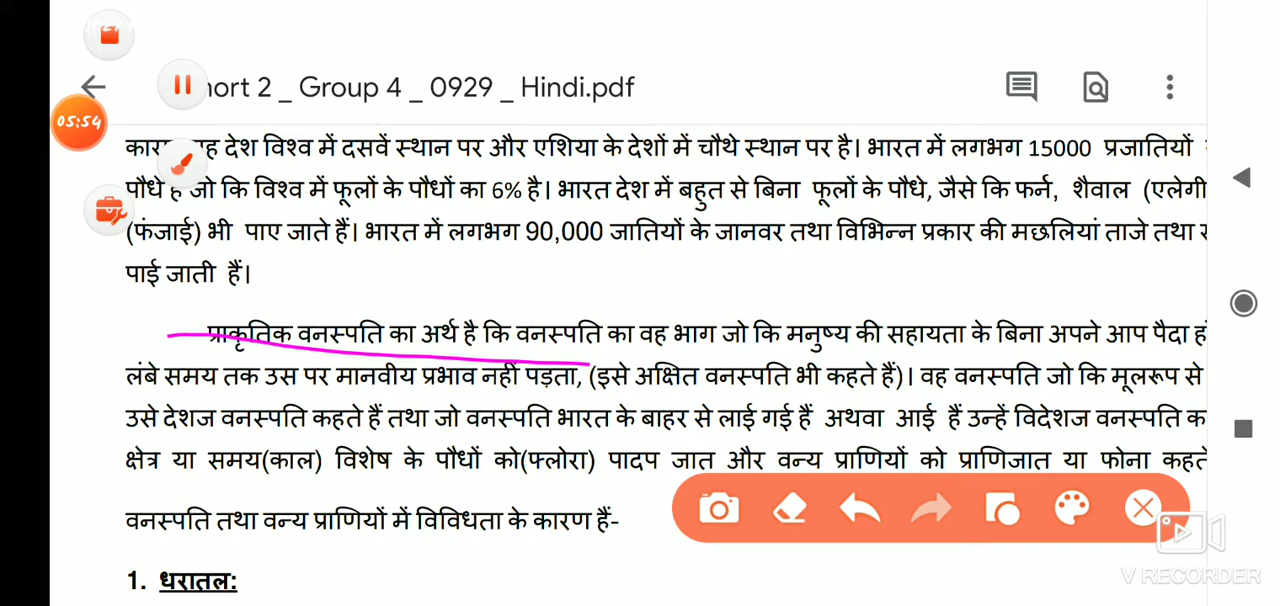 05:54
hort 2 _ Group 4 _ 0929 _ Hindi.pdf
देश विश्व में दसवें स्थान पर और एशिया के देशों में चौथे स्थान पर है। भारत में लगभग 15000 प्रजातियों
पौधे हैं जो कि विश्व में फूलों के पौधों का 6% है। भारत देश में बहुत से बिना फूलों के पौधे, जैसे कि फर्न, शैवाल (एलेगी
(फंजाई) भी पाए जाते हैं। भारत में लगभग 90,000 जातियों के जानवर तथा विभिन्न प्रकार की मछलियां ताजे तथा
पाई जाती हैं।
प्राकृतिक वनस्पति का अर्थ है कि वनस्पति का वह भाग जो कि मनुष्य की सहायता के बिना अपने आप पैदा
लंबे समय तक उस पर मानवीय प्रभाव नहीं पड़ता, (इसे अक्षित वनस्पति भी कहते हैं)। वह वनस्पति जो कि मूलरूप से
उसे देशज वनस्पति कहते हैं तथा जो वनस्पति भारत के बाहर से लाई गई हैं अथवा आई हैं उन्हें विदेशज वनस्पति
क्षेत्र या समय(काल) विशेष के पौधों को(फ्लोरा) पादप जात और वन्य प्राणियों को प्राणिजात या फोना कहते
वनस्पति तथा वन्य प्राणियों में विविधता के कारण हैं-
1. धरातल:
V RECORDER